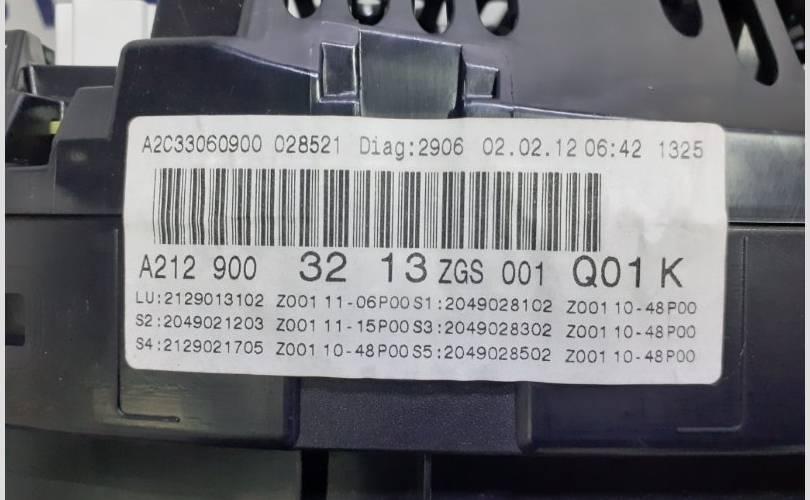 A2C33060900 028521 Diag:2906 02.02.12 06:42 1325
A212 900 32 13 ZGS 001 Q01 K
LU:2129013102 Z001 11-06P00 S1:2049028102 Z001 10-48P00
S2:2049021203 Z001 11-15P00 S3:2049028302 Z001 10-48P00
S4:2129021705 Z001 10-48P00 S5:2049028502 Z001 10-48P00